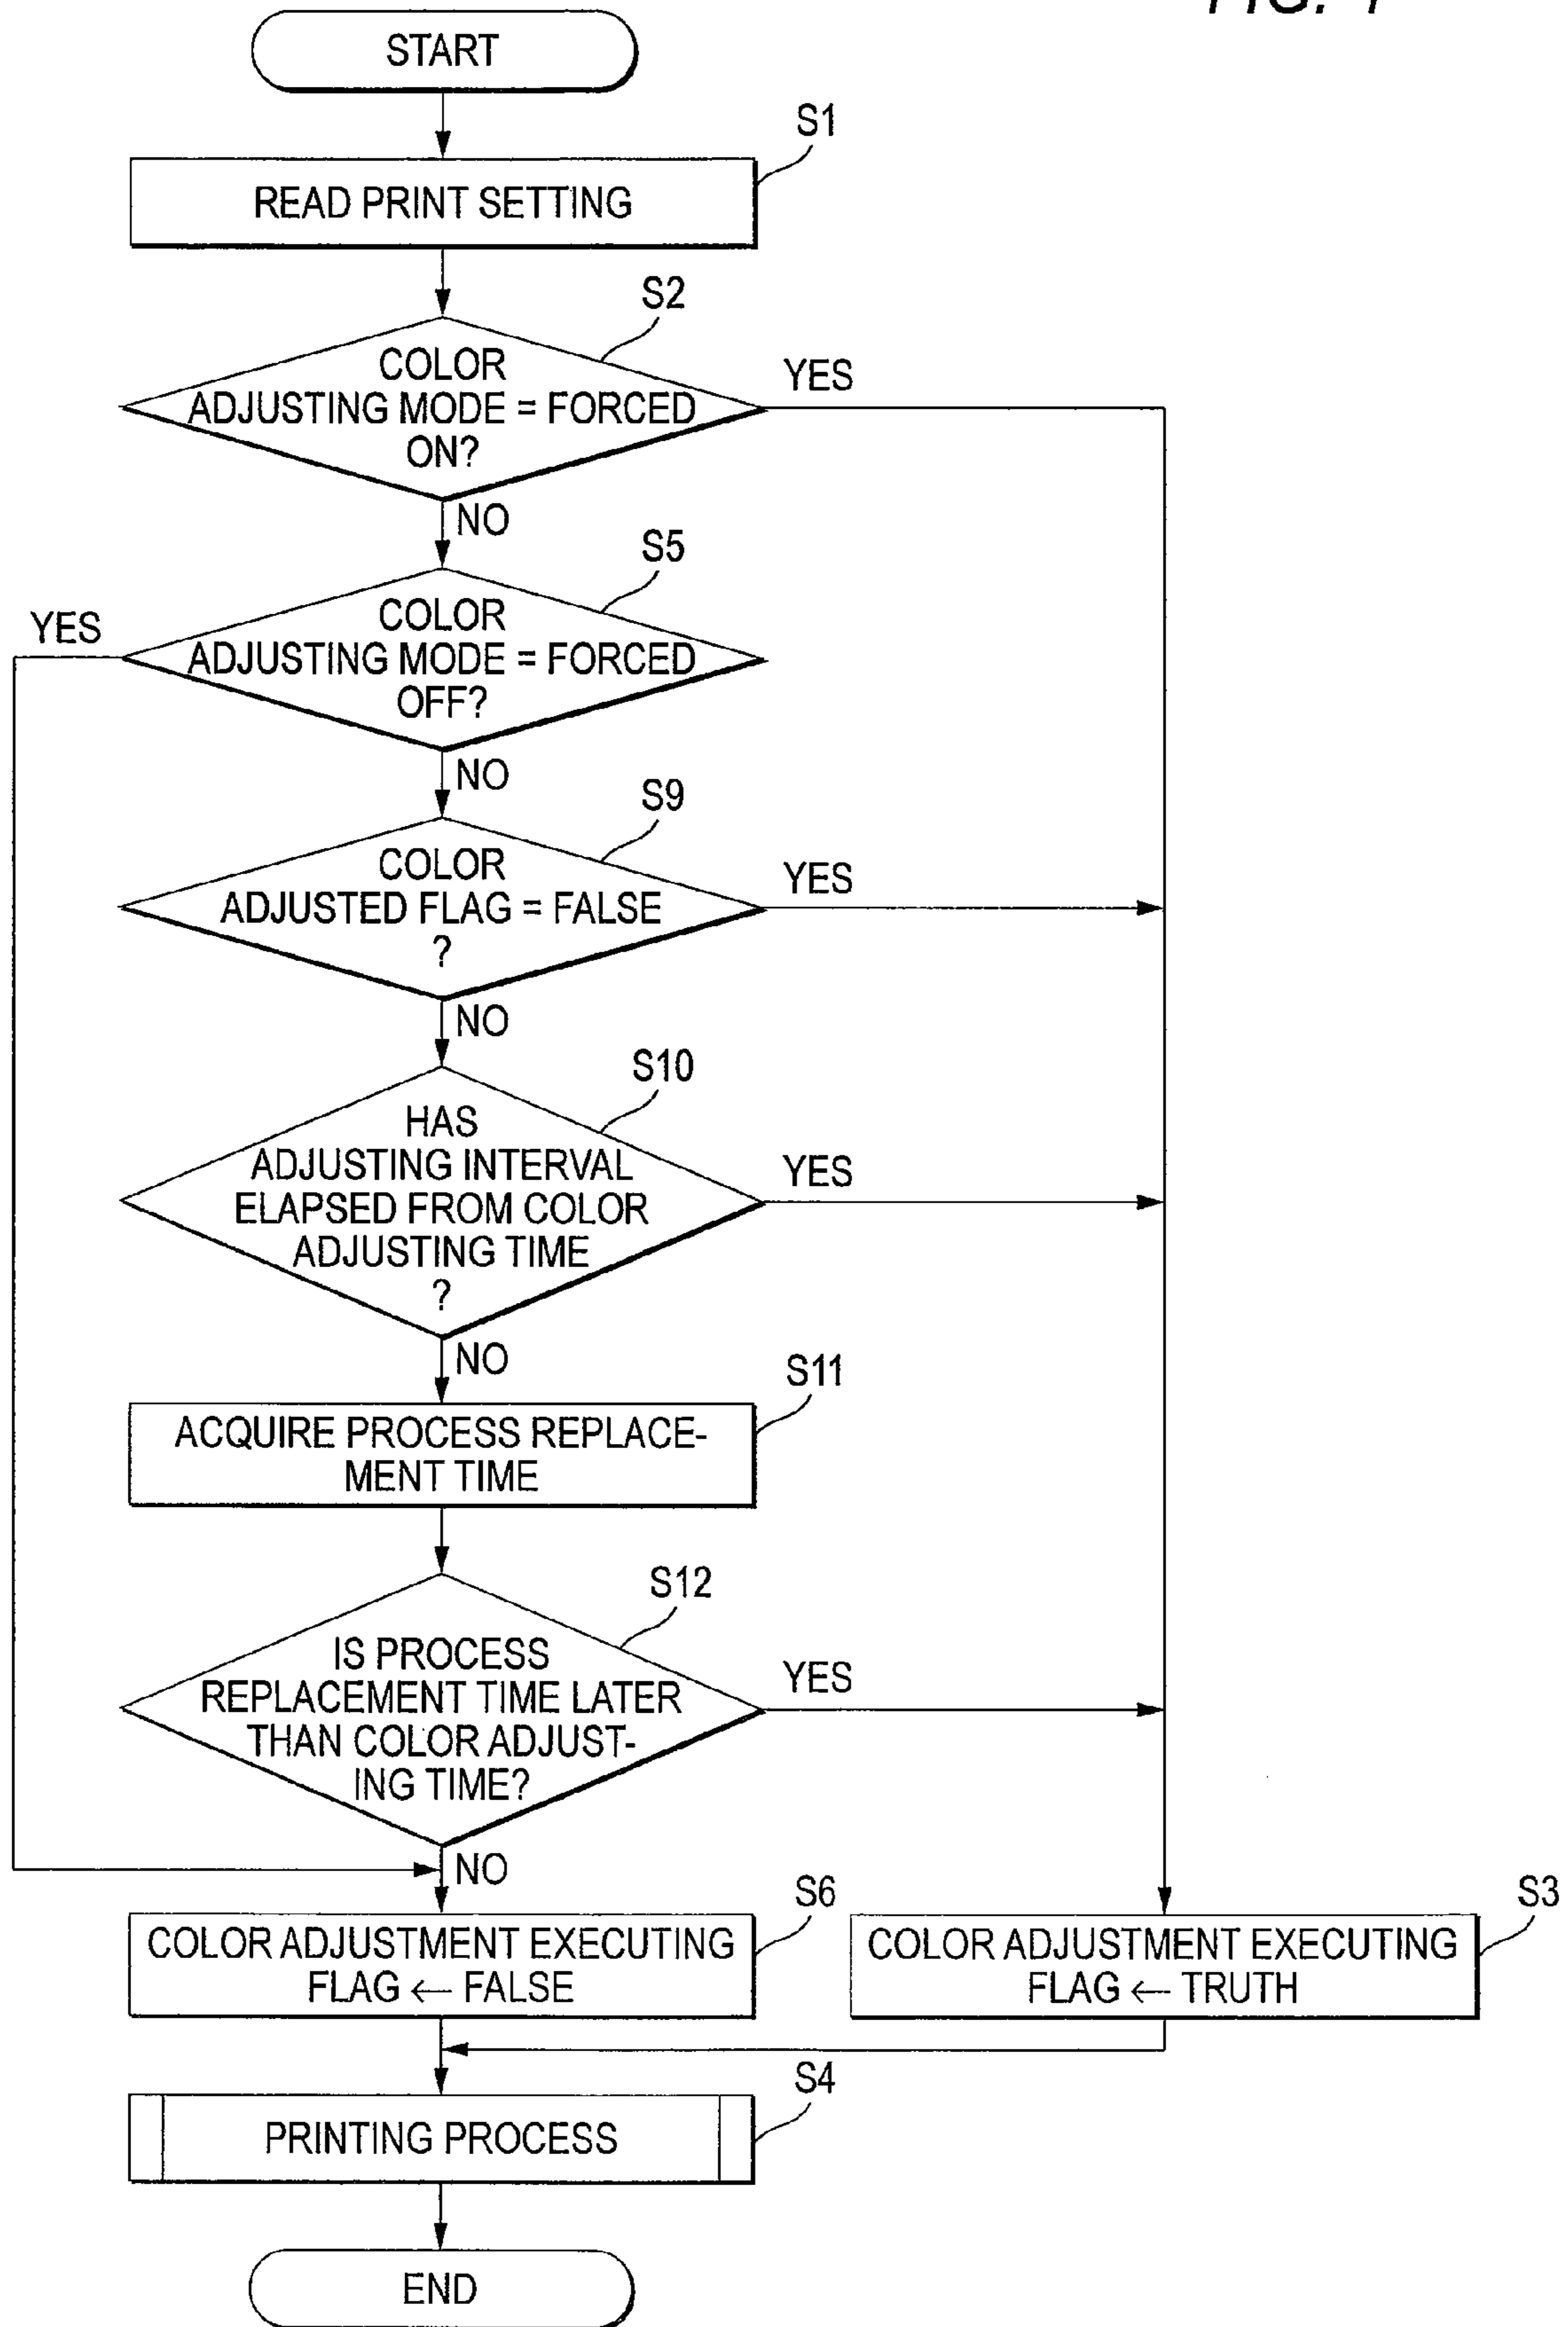 START
S1
READ PRINT SETTING
S2
COLOR
ADJUSTING MODE = FORCED
ON?
YES
NO
S5
COLOR
ADJUSTING MODE = FORCED
OFF?
YES
NO
S9
COLOR
ADJUSTED FLAG = FALSE
?
YES
NO
S10
HAS
ADJUSTING INTERVAL
ELAPSED FROM COLOR
ADJUSTING TIME
?
YES
NO
S11
ACQUIRE PROCESS REPLACE-
MENT TIME
S12
IS PROCESS
REPLACEMENT TIME LATER
THAN COLOR ADJUST-
ING TIME?
YES
NO
S6
COLOR ADJUSTMENT EXECUTING
FLAG ← FALSE
S3
COLOR ADJUSTMENT EXECUTING
FLAG ← TRUTH
S4
PRINTING PROCESS
END